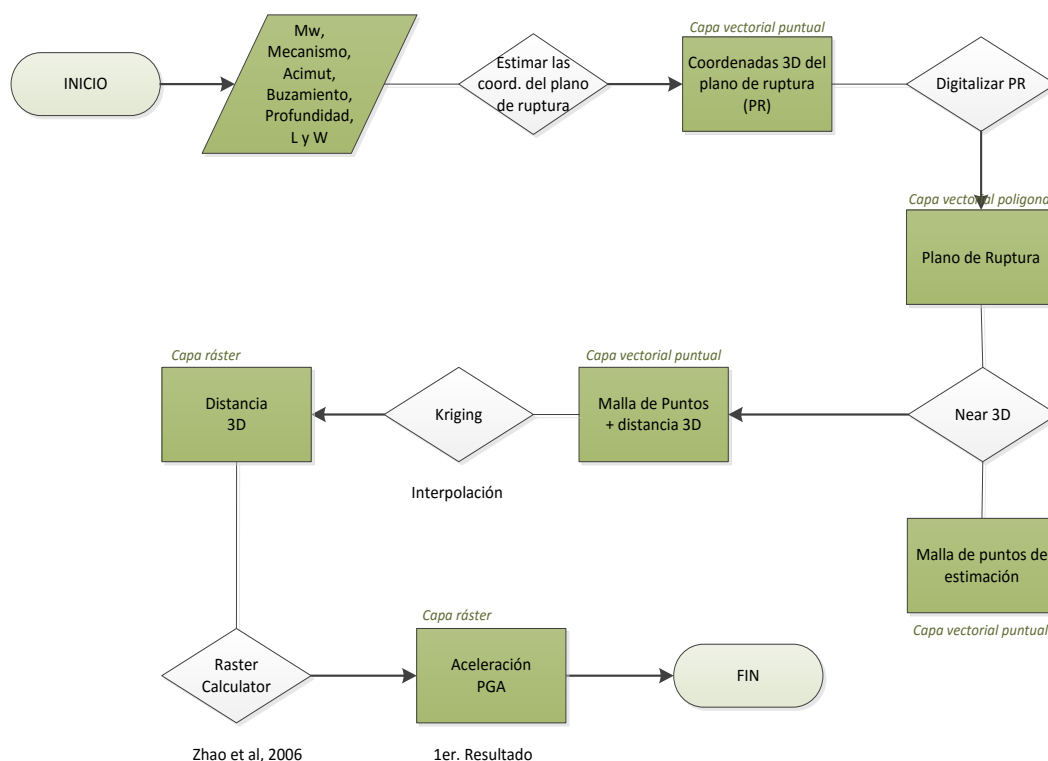 INICIO
Mw,
Mecanismo,
Acimut,
Buzamiento,
Profundidad,
L y W
Estimar las
coord. del plano
de ruptura
Capa vectorial puntual
Coordenadas 3D del
plano de ruptura
(PR)
Digitalizar PR
Capa vectorial poligona
Plano de Ruptura
Near 3D
Malla de puntos de
estimación
Capa vectorial puntual
Capa vectorial puntual
Malla de Puntos
+ distancia 3D
Kriging
Interpolación
Capa ráster
Distancia
3D
Raster
Calculator
Zhao et al, 2006
Capa ráster
Aceleración
PGA
1er. Resultado
FIN